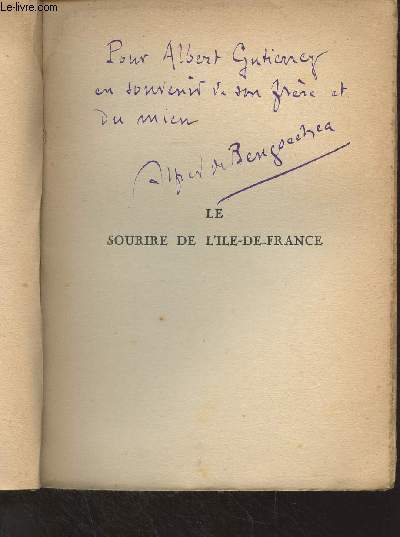 © Le-Livre.com
Pour Albert Gutierrez
en souvenir de son frère et
du mien
Alfred de Bengoechea
LE
SOURIRE DE L'ILE-DE-FRANCE